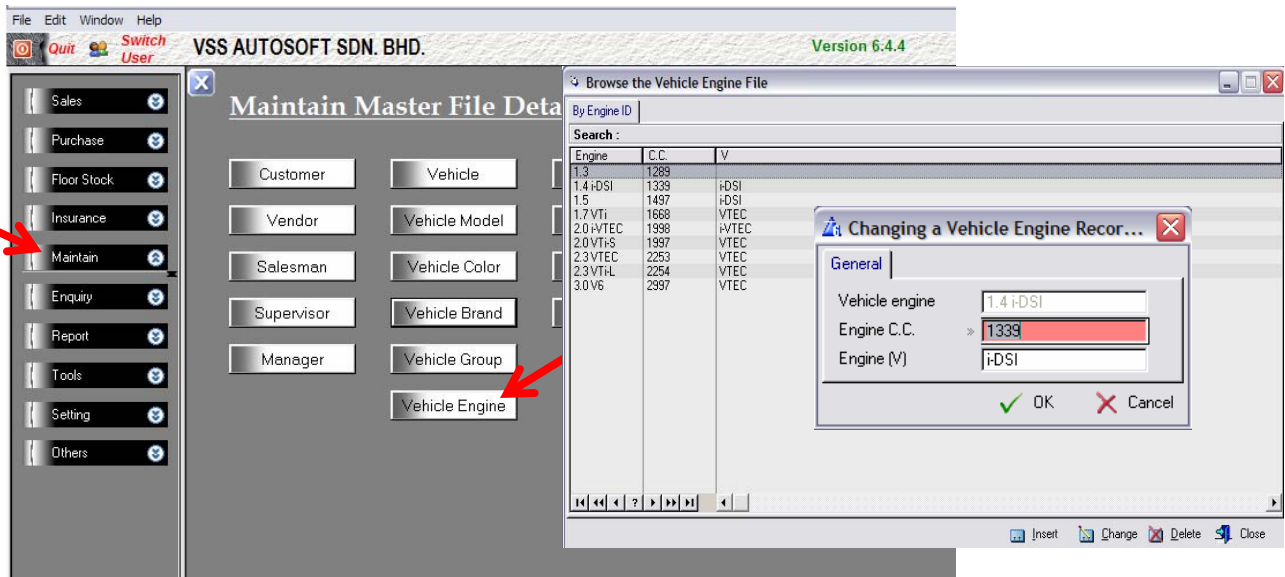 File Edit Window Help
Quit Switch User VSS AUTOSOFT SDN. BHD. Version 6.4.4
Sales
Purchase
Floor Stock
Insurance
Maintain
Enquiry
Report
Tools
Setting
Others
Maintain Master File Deta
Customer Vehicle
Vendor Vehicle Model
Salesman Vehicle Color
Supervisor Vehicle Brand
Manager Vehicle Group
Vehicle Engine
Browse the Vehicle Engine File
By Engine ID
Search :
Engine C.C. V
1.3 1289
1.4 i-DSI 1339 i-DSI
1.5 1497 i-DSI
1.7 VTi 1668 VTEC
2.0 i-VTEC 1998 i-VTEC
2.0 VTi-S 1997 VTEC
2.3 VTEC 2253 VTEC
2.3 VTi-L 2254 VTEC
3.0 V6 2997 VTEC
Changing a Vehicle Engine Recor...
General
Vehicle engine 1.4 i-DSI
Engine C.C. » 1339
Engine (V) i-DSI
OK Cancel
?
Insert Change Delete Close